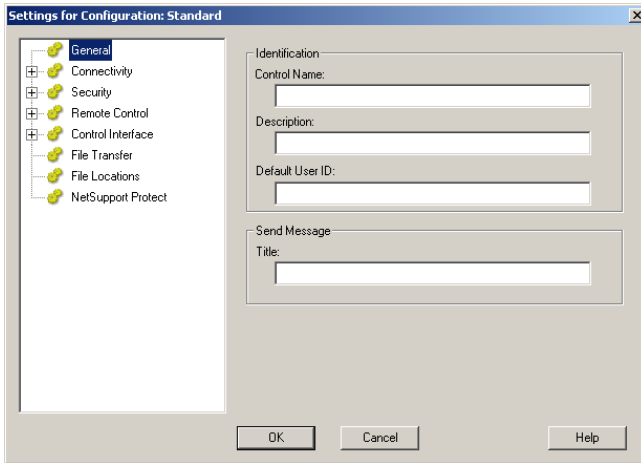 Settings for Configuration: Standard
General
Connectivity
Security
Remote Control
Control Interface
File Transfer
File Locations
NetSupport Protect
Identification
Control Name:
Description:
Default User ID:
Send Message
Title:
OK
Cancel
Help